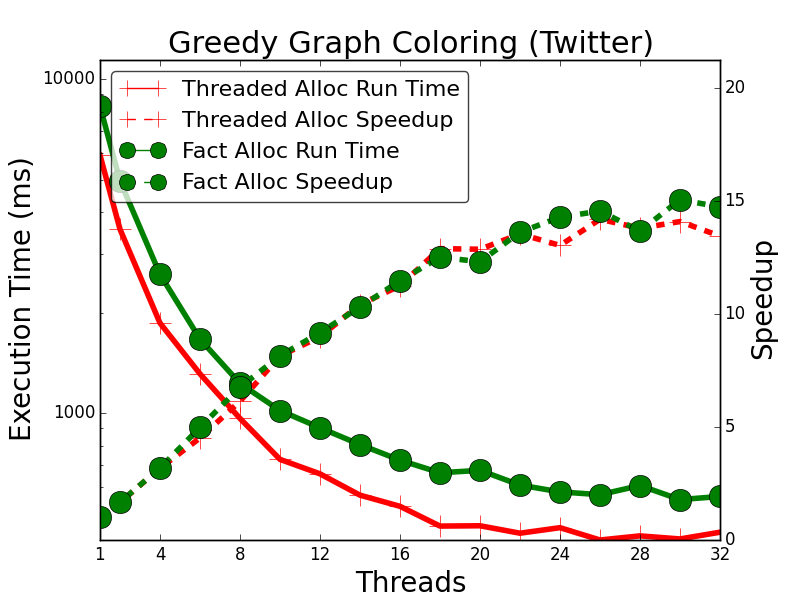 Greedy Graph Coloring (Twitter)
Threaded Alloc Run Time
Threaded Alloc Speedup
Fact Alloc Run Time
Fact Alloc Speedup
Execution Time (ms)
10000
1000
Speedup
20
15
10
5
0
1 4 8 12 16 20 24 28 32
Threads